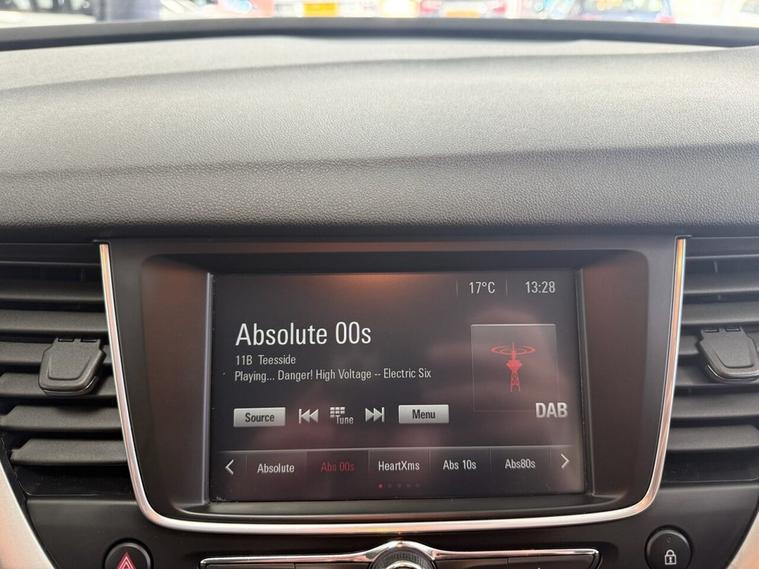 17°C 13:28
Absolute 00s
11B Teesside
Playing... Danger! High Voltage -- Electric Six
DAB
Source Tune Menu
Absolute Abs 00s HeartXms Abs 10s Abs80s